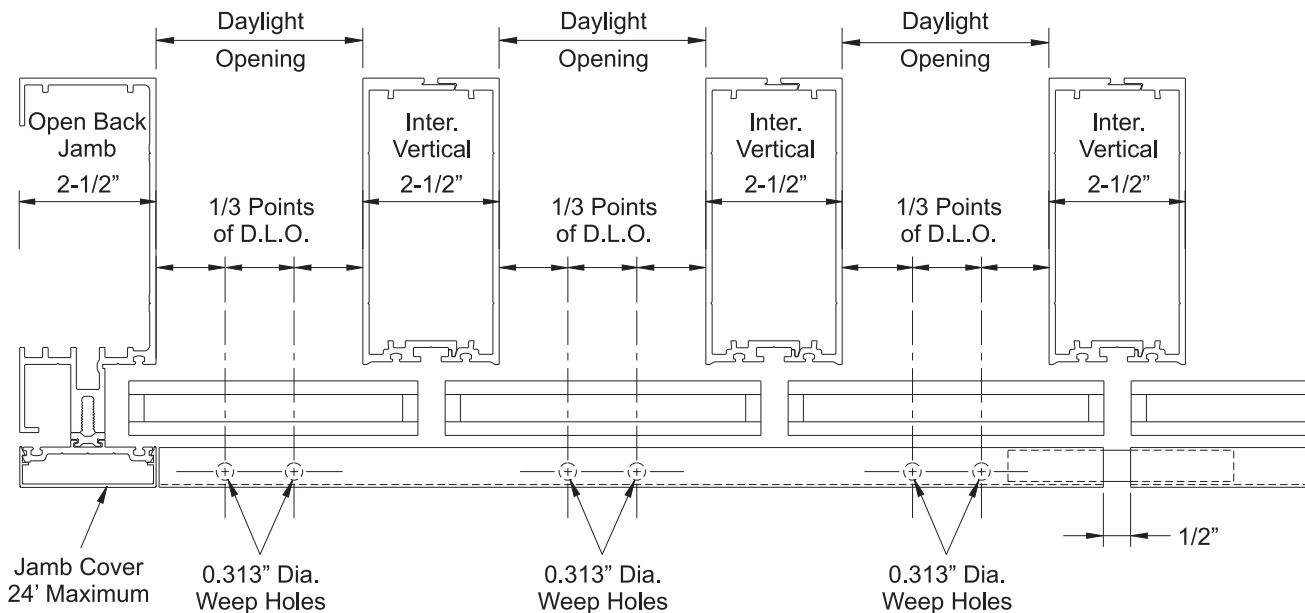 Daylight
Opening
Daylight
Opening
Daylight
Opening
Open Back
Jamb
2-1/2”
Inter.
Vertical
2-1/2”
Inter.
Vertical
2-1/2”
Inter.
Vertical
2-1/2”
1/3 Points
of D.L.O.
1/3 Points
of D.L.O.
1/3 Points
of D.L.O.
1/2”
Jamb Cover
24’ Maximum
0.313” Dia.
Weep Holes
0.313” Dia.
Weep Holes
0.313” Dia.
Weep Holes